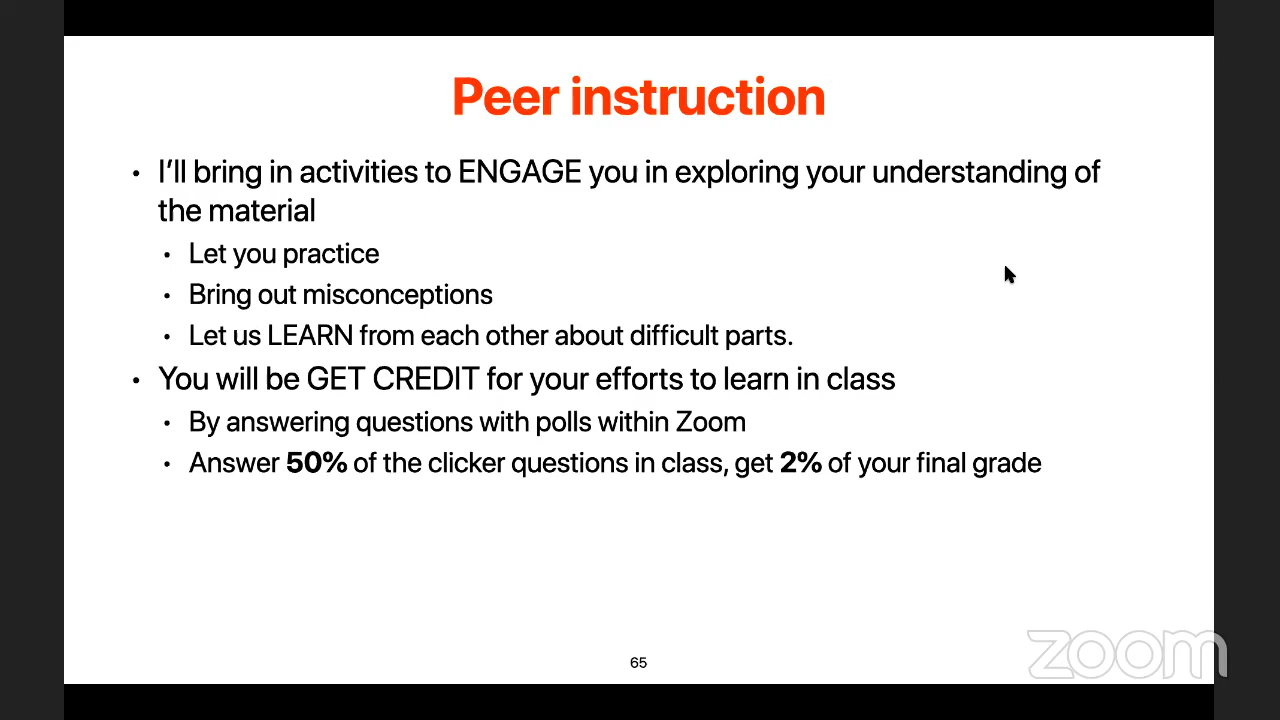 Peer instruction
• I’ll bring in activities to ENGAGE you in exploring your understanding of
the material
• Let you practice
• Bring out misconceptions
• Let us LEARN from each other about difficult parts.
• You will be GET CREDIT for your efforts to learn in class
• By answering questions with polls within Zoom
• Answer 50% of the clicker questions in class, get 2% of your final grade
65
zoom